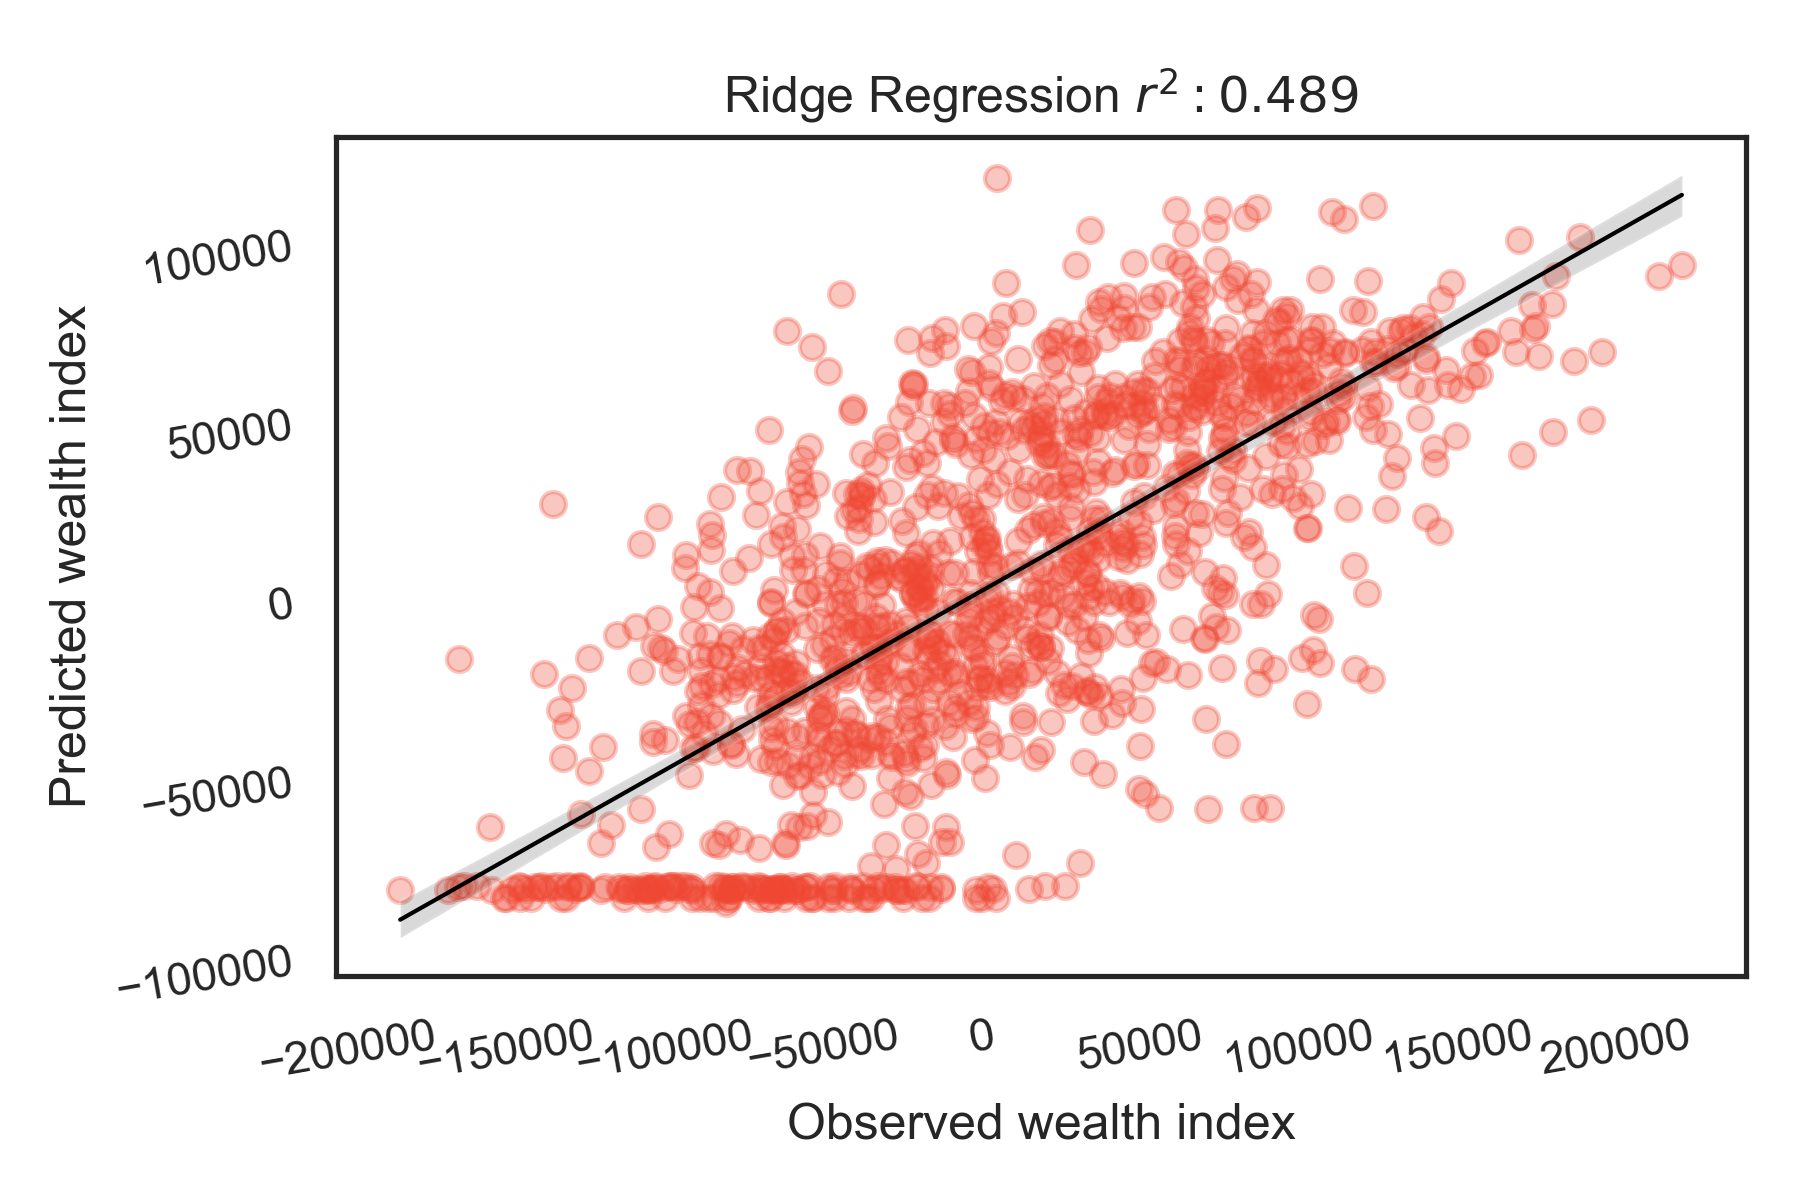 Ridge Regression r² : 0.489
Predicted wealth index
100000
50000
0
−50000
−100000
−200000 −150000 −100000 −50000 0 50000 100000 150000 200000
Observed wealth index